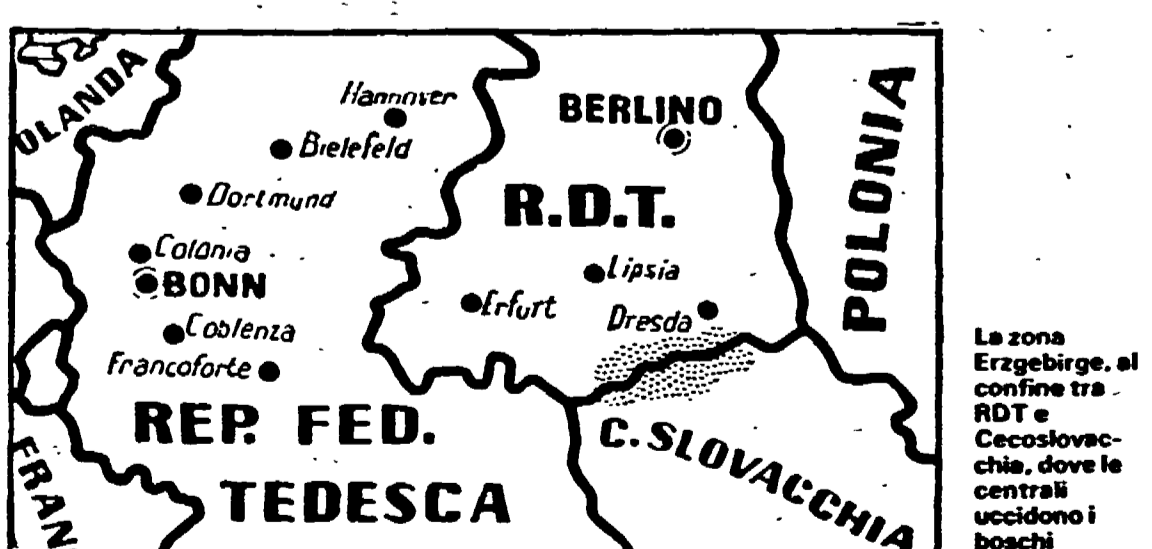 OLANDA
Hannover
BERLINO
Bielefeld
POLONIA
Dortmund
R.D.T.
Colonia
BONN
Lipsia
Erfurt
Dresda
Coblenza
Francoforte
REP. FED.
TEDESCA
C. SLOVACCHIA
FRAN
La zona
Erzgebirge, al
confine tra
RDT e
Cecoslovac-
chia, dove le
centrali
uccidono i
boschi